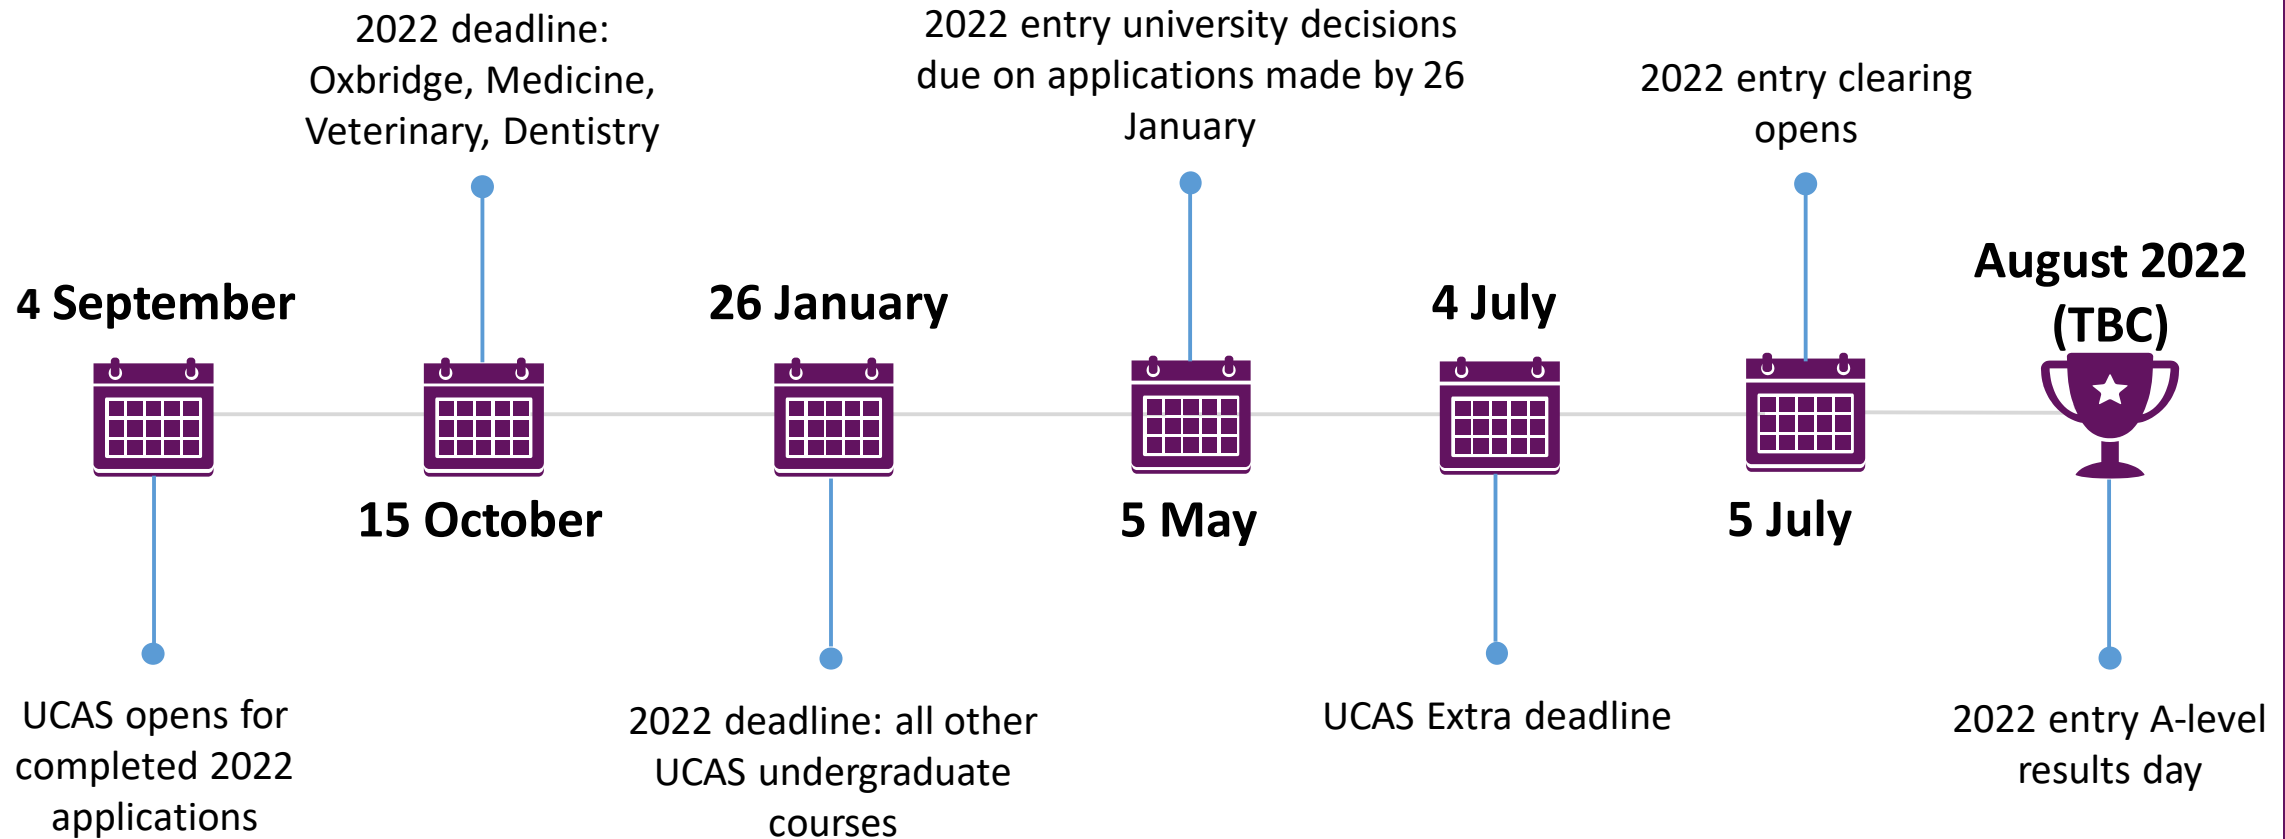 4 September
UCAS opens for
completed 2022
applications
2022 deadline:
Oxbridge, Medicine,
Veterinary, Dentistry
15 October
26 January
2022 deadline: all other
UCAS undergraduate
courses
2022 entry university decisions
due on applications made by 26
January
5 May
4 July
UCAS Extra deadline
2022 entry clearing
opens
5 July
August 2022
(TBC)
2022 entry A-level
results day